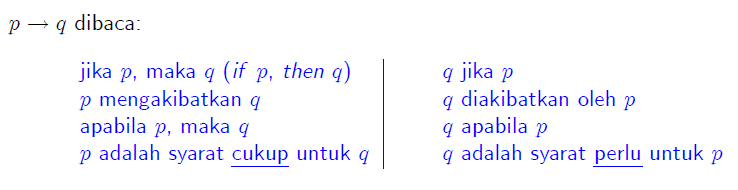 p → q dibaca:
jika p, maka q (if p, then q)
p mengakibatkan q
apabila p, maka q
p adalah syarat cukup untuk q
q jika p
q diakibatkan oleh p
q apabila p
q adalah syarat perlu untuk p